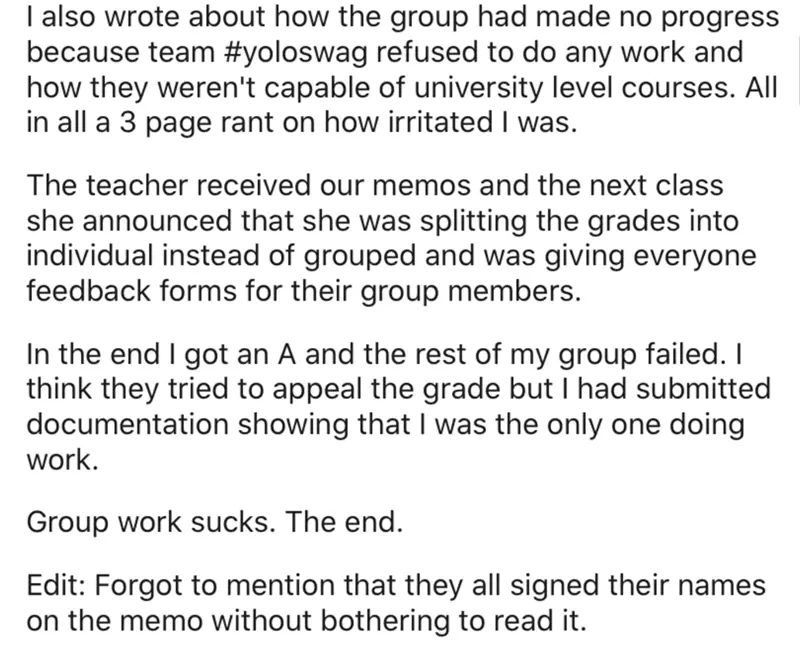 I also wrote about how the group had made no progress
because team #yoloswag refused to do any work and
how they weren't capable of university level courses. All
in all a 3 page rant on how irritated I was.
The teacher received our memos and the next class
she announced that she was splitting the grades into
individual instead of grouped and was giving everyone
feedback forms for their group members.
In the end I got an A and the rest of my group failed. I
think they tried to appeal the grade but I had submitted
documentation showing that I was the only one doing
work.
Group work sucks. The end.
Edit: Forgot to mention that they all signed their names
on the memo without bothering to read it.